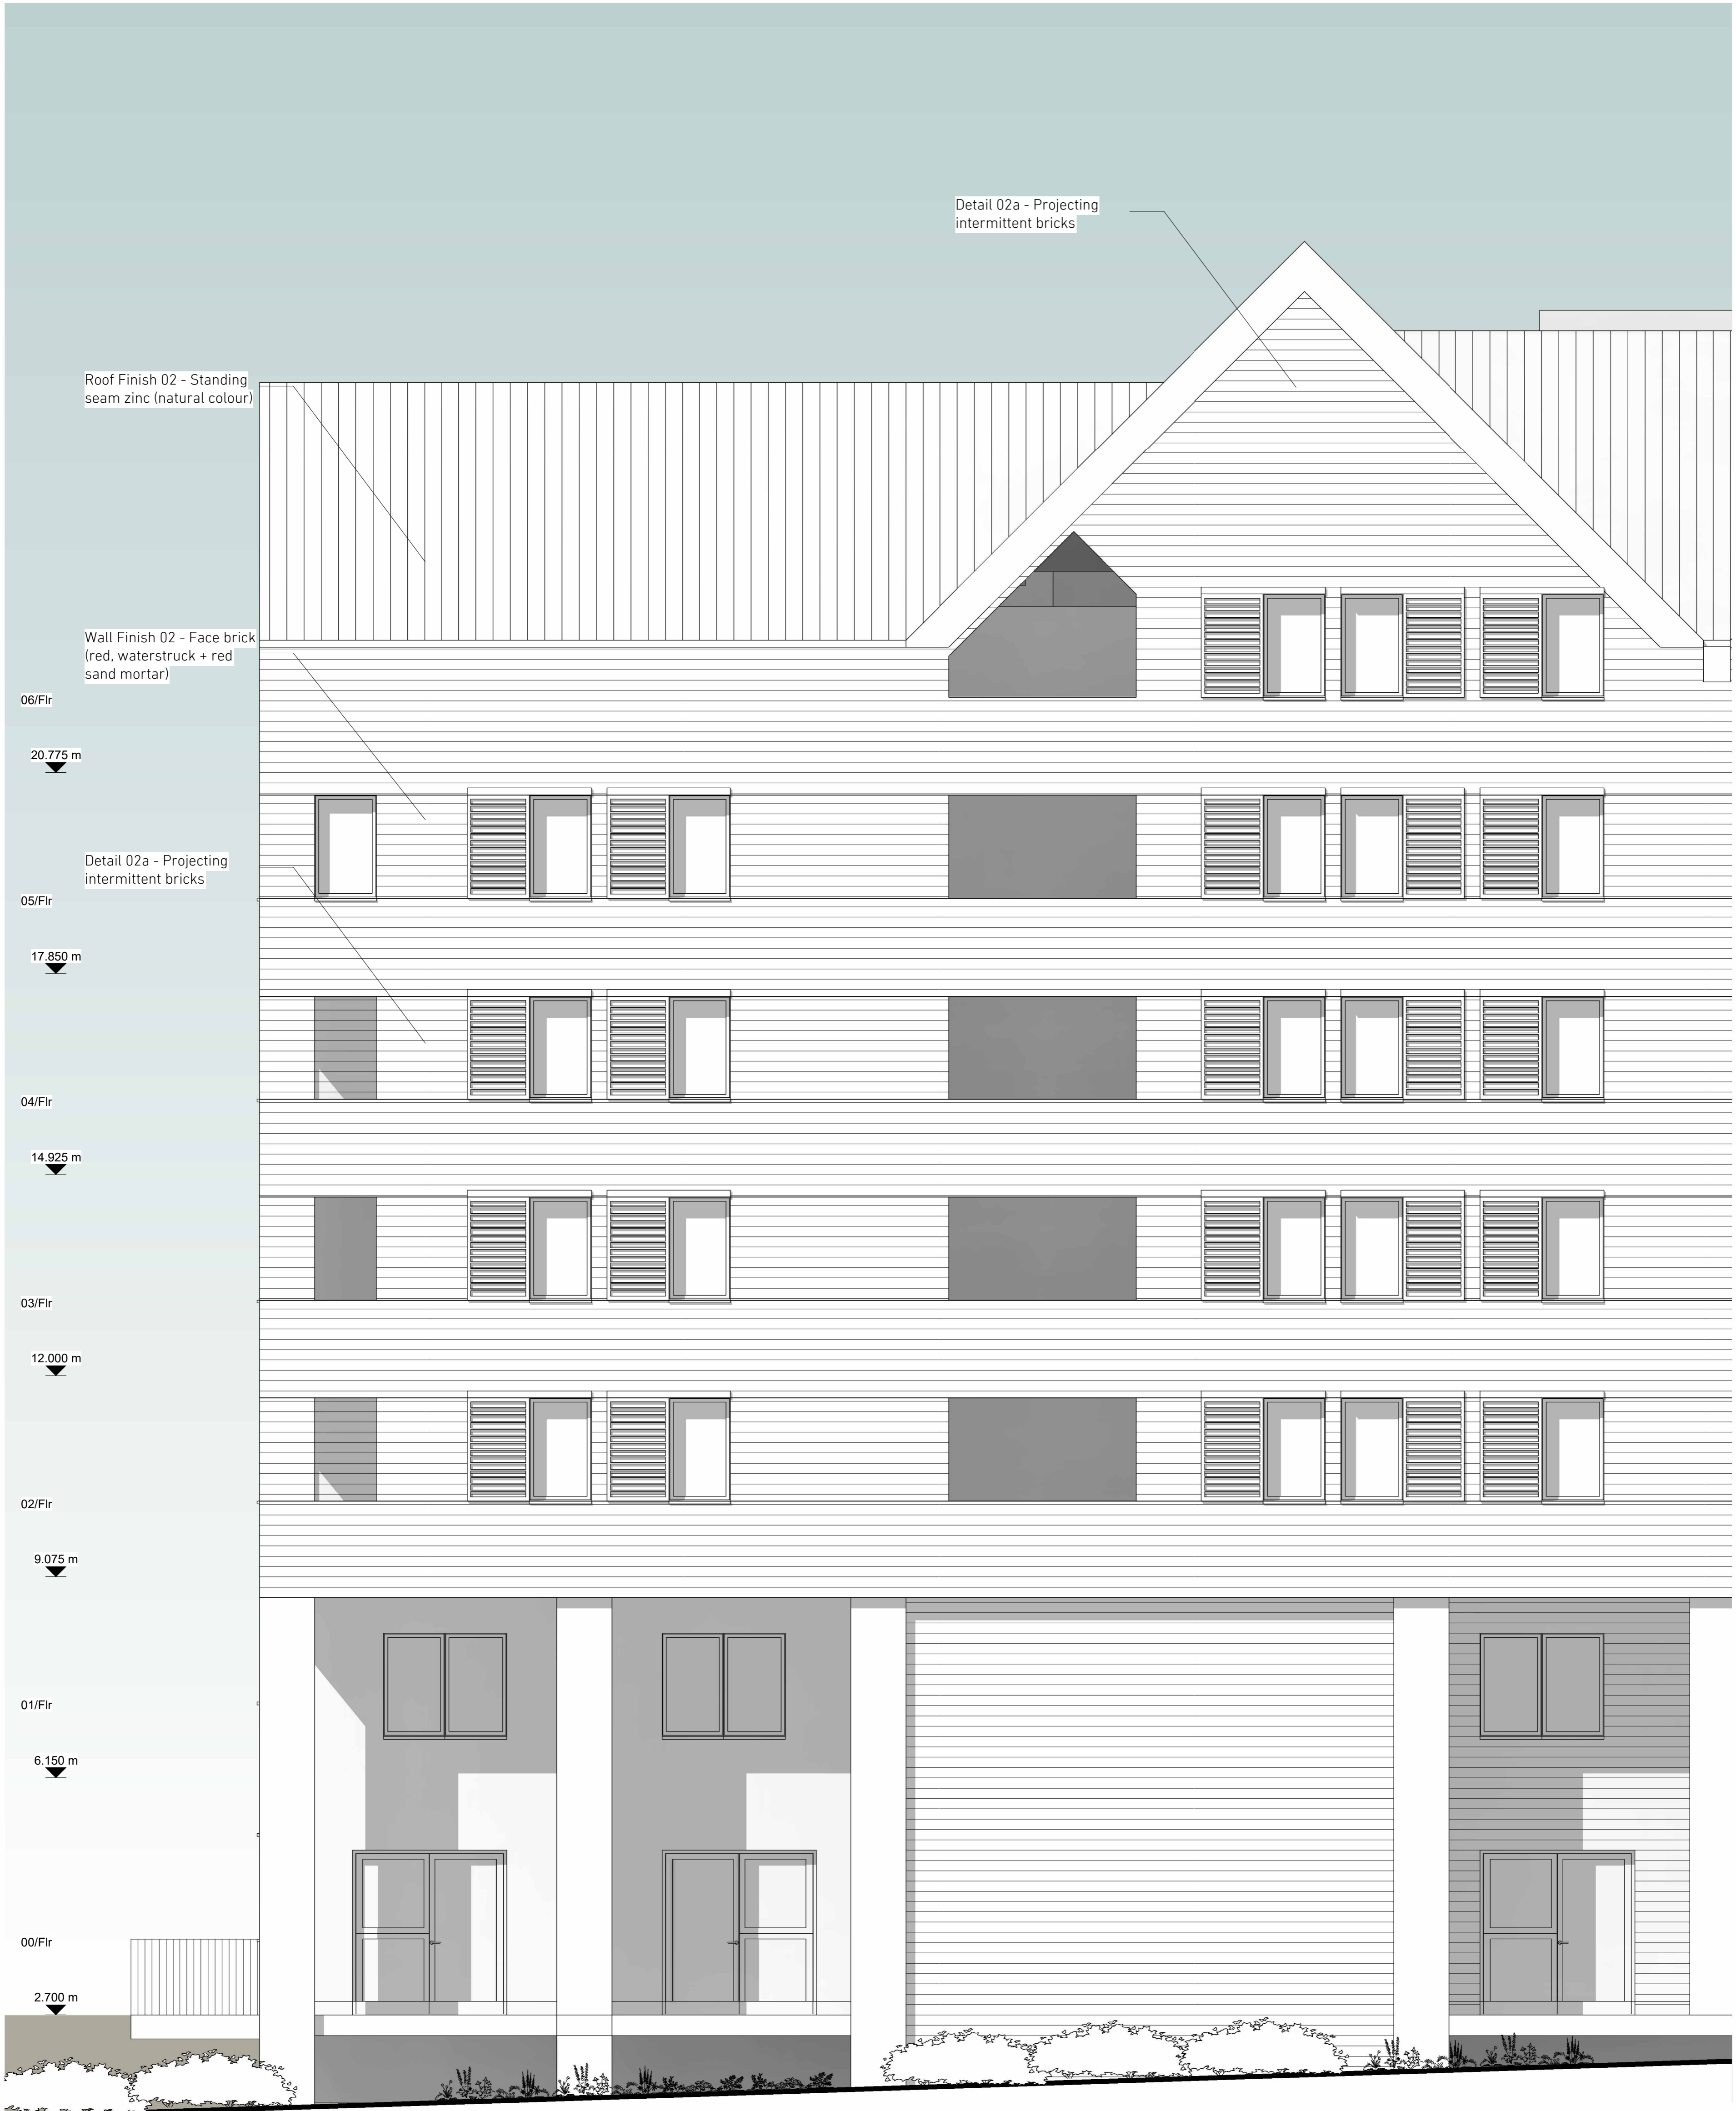 Detail 02a - Projecting
intermittent bricks
Roof Finish 02 - Standing
seam zinc (natural colour)
Wall Finish 02 - Face brick
(red, waterstruck + red
sand mortar)
06/Flr
20.775 m
Detail 02a - Projecting
intermittent bricks
05/Flr
17.850 m
04/Flr
14.925 m
03/Flr
12.000 m
02/Flr
9.075 m
01/Flr
6.150 m
00/Flr
2.700 m